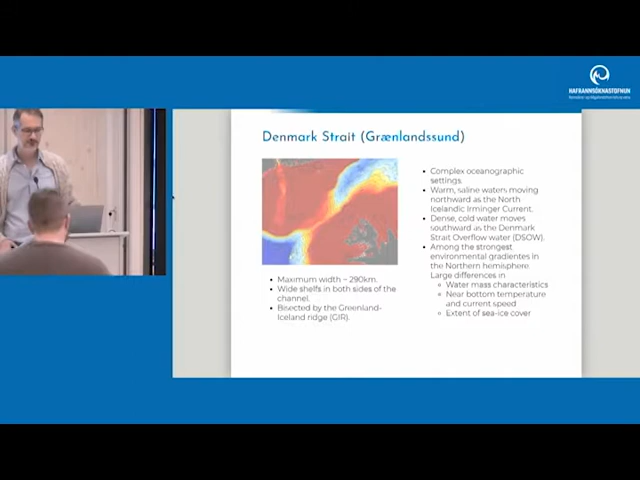 HAFRANNSÓKNASTOFNUN
Denmark Strait (Grænlandssund)
• Maximum width ~ 290km.
• Wide shelfs in both sides of the
channel.
• Bisected by the Greenland-
Iceland ridge (GIR).
• Complex oceanographic
settings.
• Warm, saline waters moving
northward as the North
Icelandic Irminger Current.
• Dense, cold water moves
southward as the Denmark
Strait Overflow water (DSOW).
• Among the strongest
environmental gradientes in
the Northern hemisphere
Large differences in
○ Water mass characteristics
○ Near bottom temperature
and current speed
○ Extent of sea-ice cover